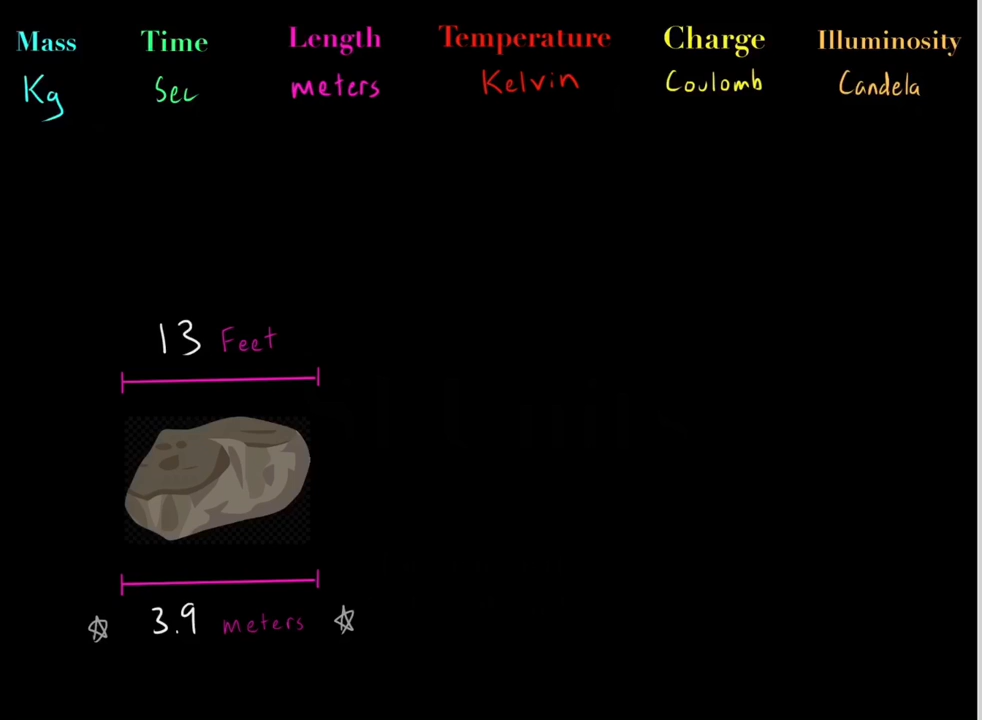 Mass Time Length Temperature Charge Illuminosity
Kg Sec meters Kelvin Coulomb Candela
13 Feet
3.9 meters